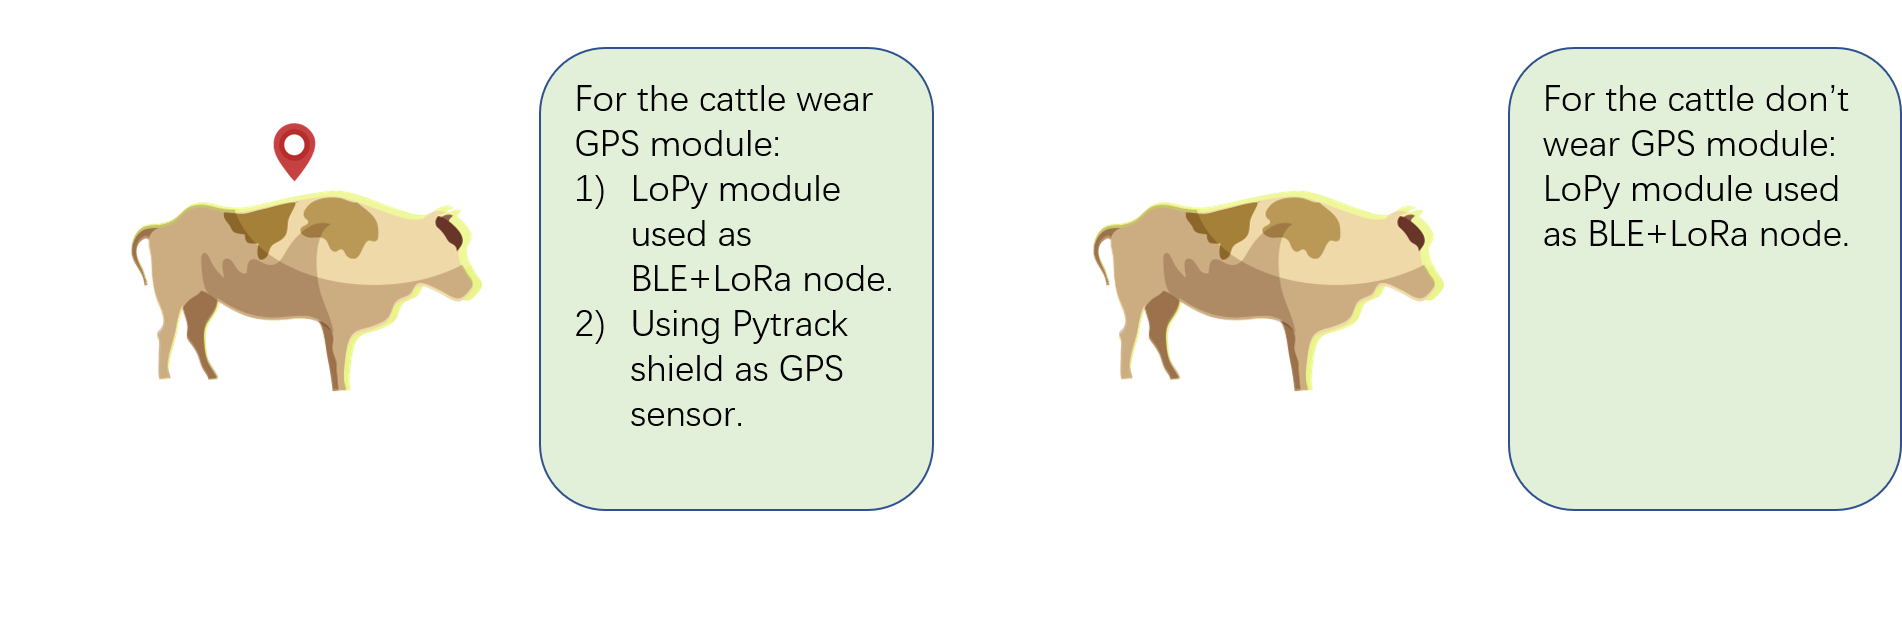 For the cattle wear
GPS module:
1) LoPy module
used as
BLE+LoRa node.
2) Using Pytrack
shield as GPS
sensor.
For the cattle don’t
wear GPS module:
LoPy module used
as BLE+LoRa node.